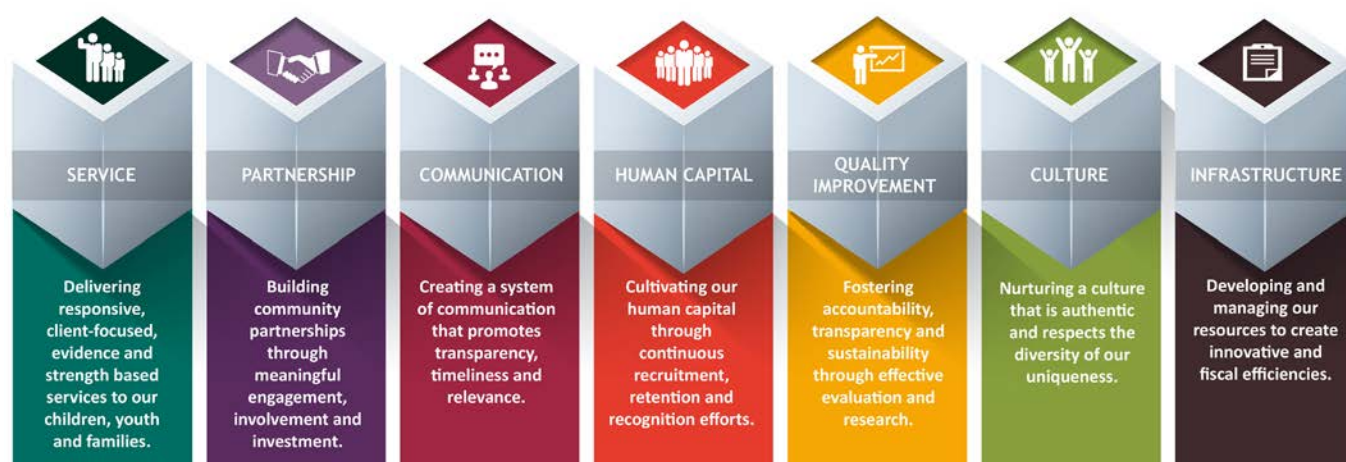 SERVICE
Delivering
responsive,
client-focused,
evidence and
strength based
services to our
children, youth
and families.
PARTNERSHIP
Building
community
partnerships
through
meaningful
engagement,
involvement and
investment.
COMMUNICATION
Creating a system
of communication
that promotes
transparency,
timeliness and
relevance.
HUMAN CAPITAL
Cultivating our
human capital
through
continuous
recruitment,
retention and
recognition efforts.
QUALITY
IMPROVEMENT
Fostering
accountability,
transparency and
sustainability
through effective
evaluation and
research.
CULTURE
Nurturing a culture
that is authentic
and respects the
diversity of our
uniqueness.
INFRASTRUCTURE
Developing and
managing our
resources to create
innovative and
fiscal efficiencies.